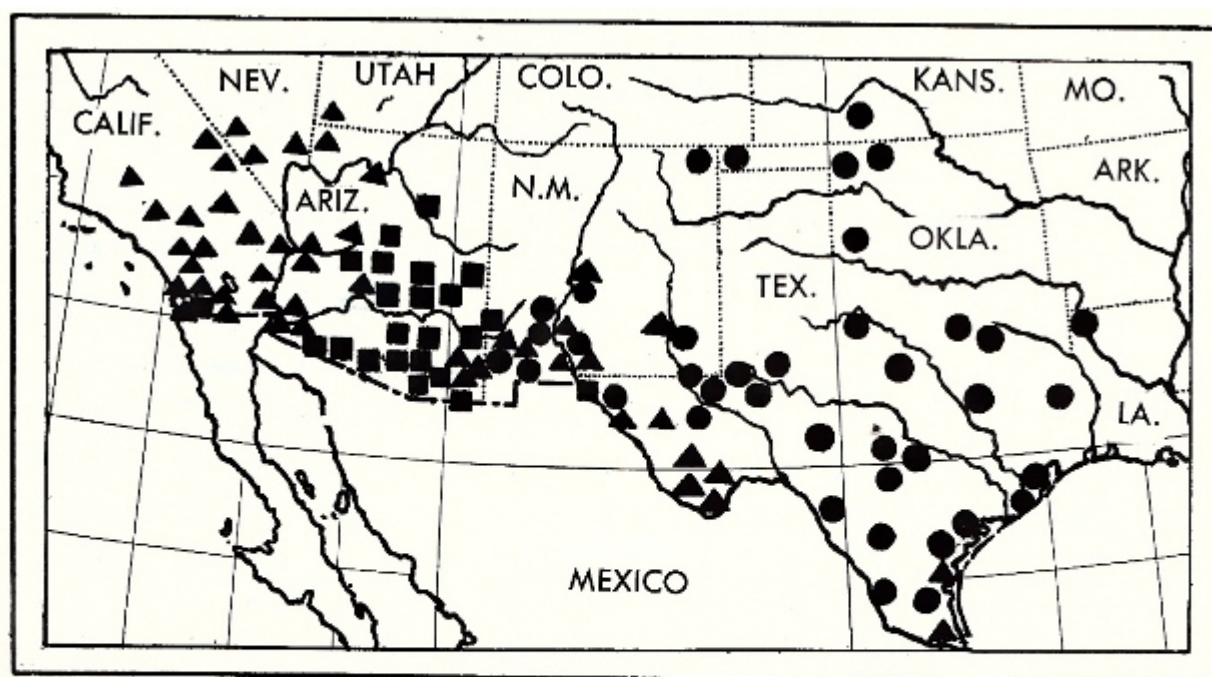 NEV.
UTAH
COLO.
KANS.
MO.
CALIF.
ARIZ.
N.M.
ARK.
OKLA.
TEX.
LA.
MEXICO